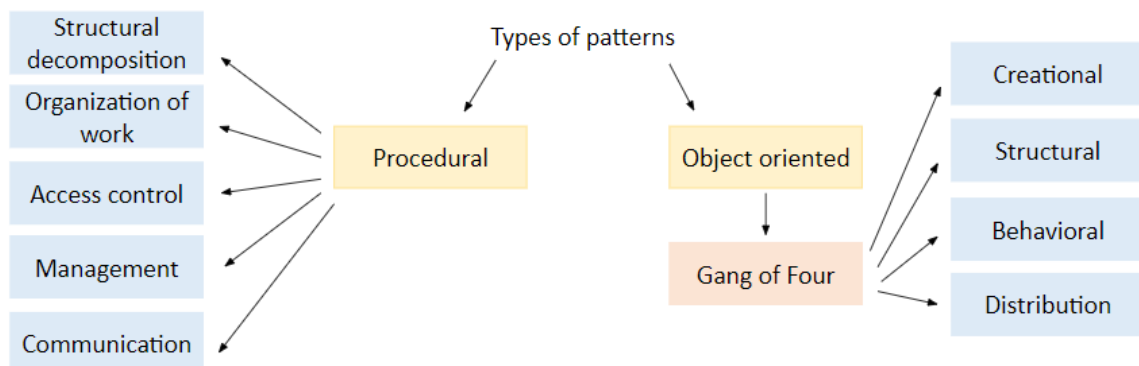 Types of patterns
Structural
decomposition
Organization of
work
Access control
Management
Communication
Procedural
Object oriented
Gang of Four
Creational
Structural
Behavioral
Distribution